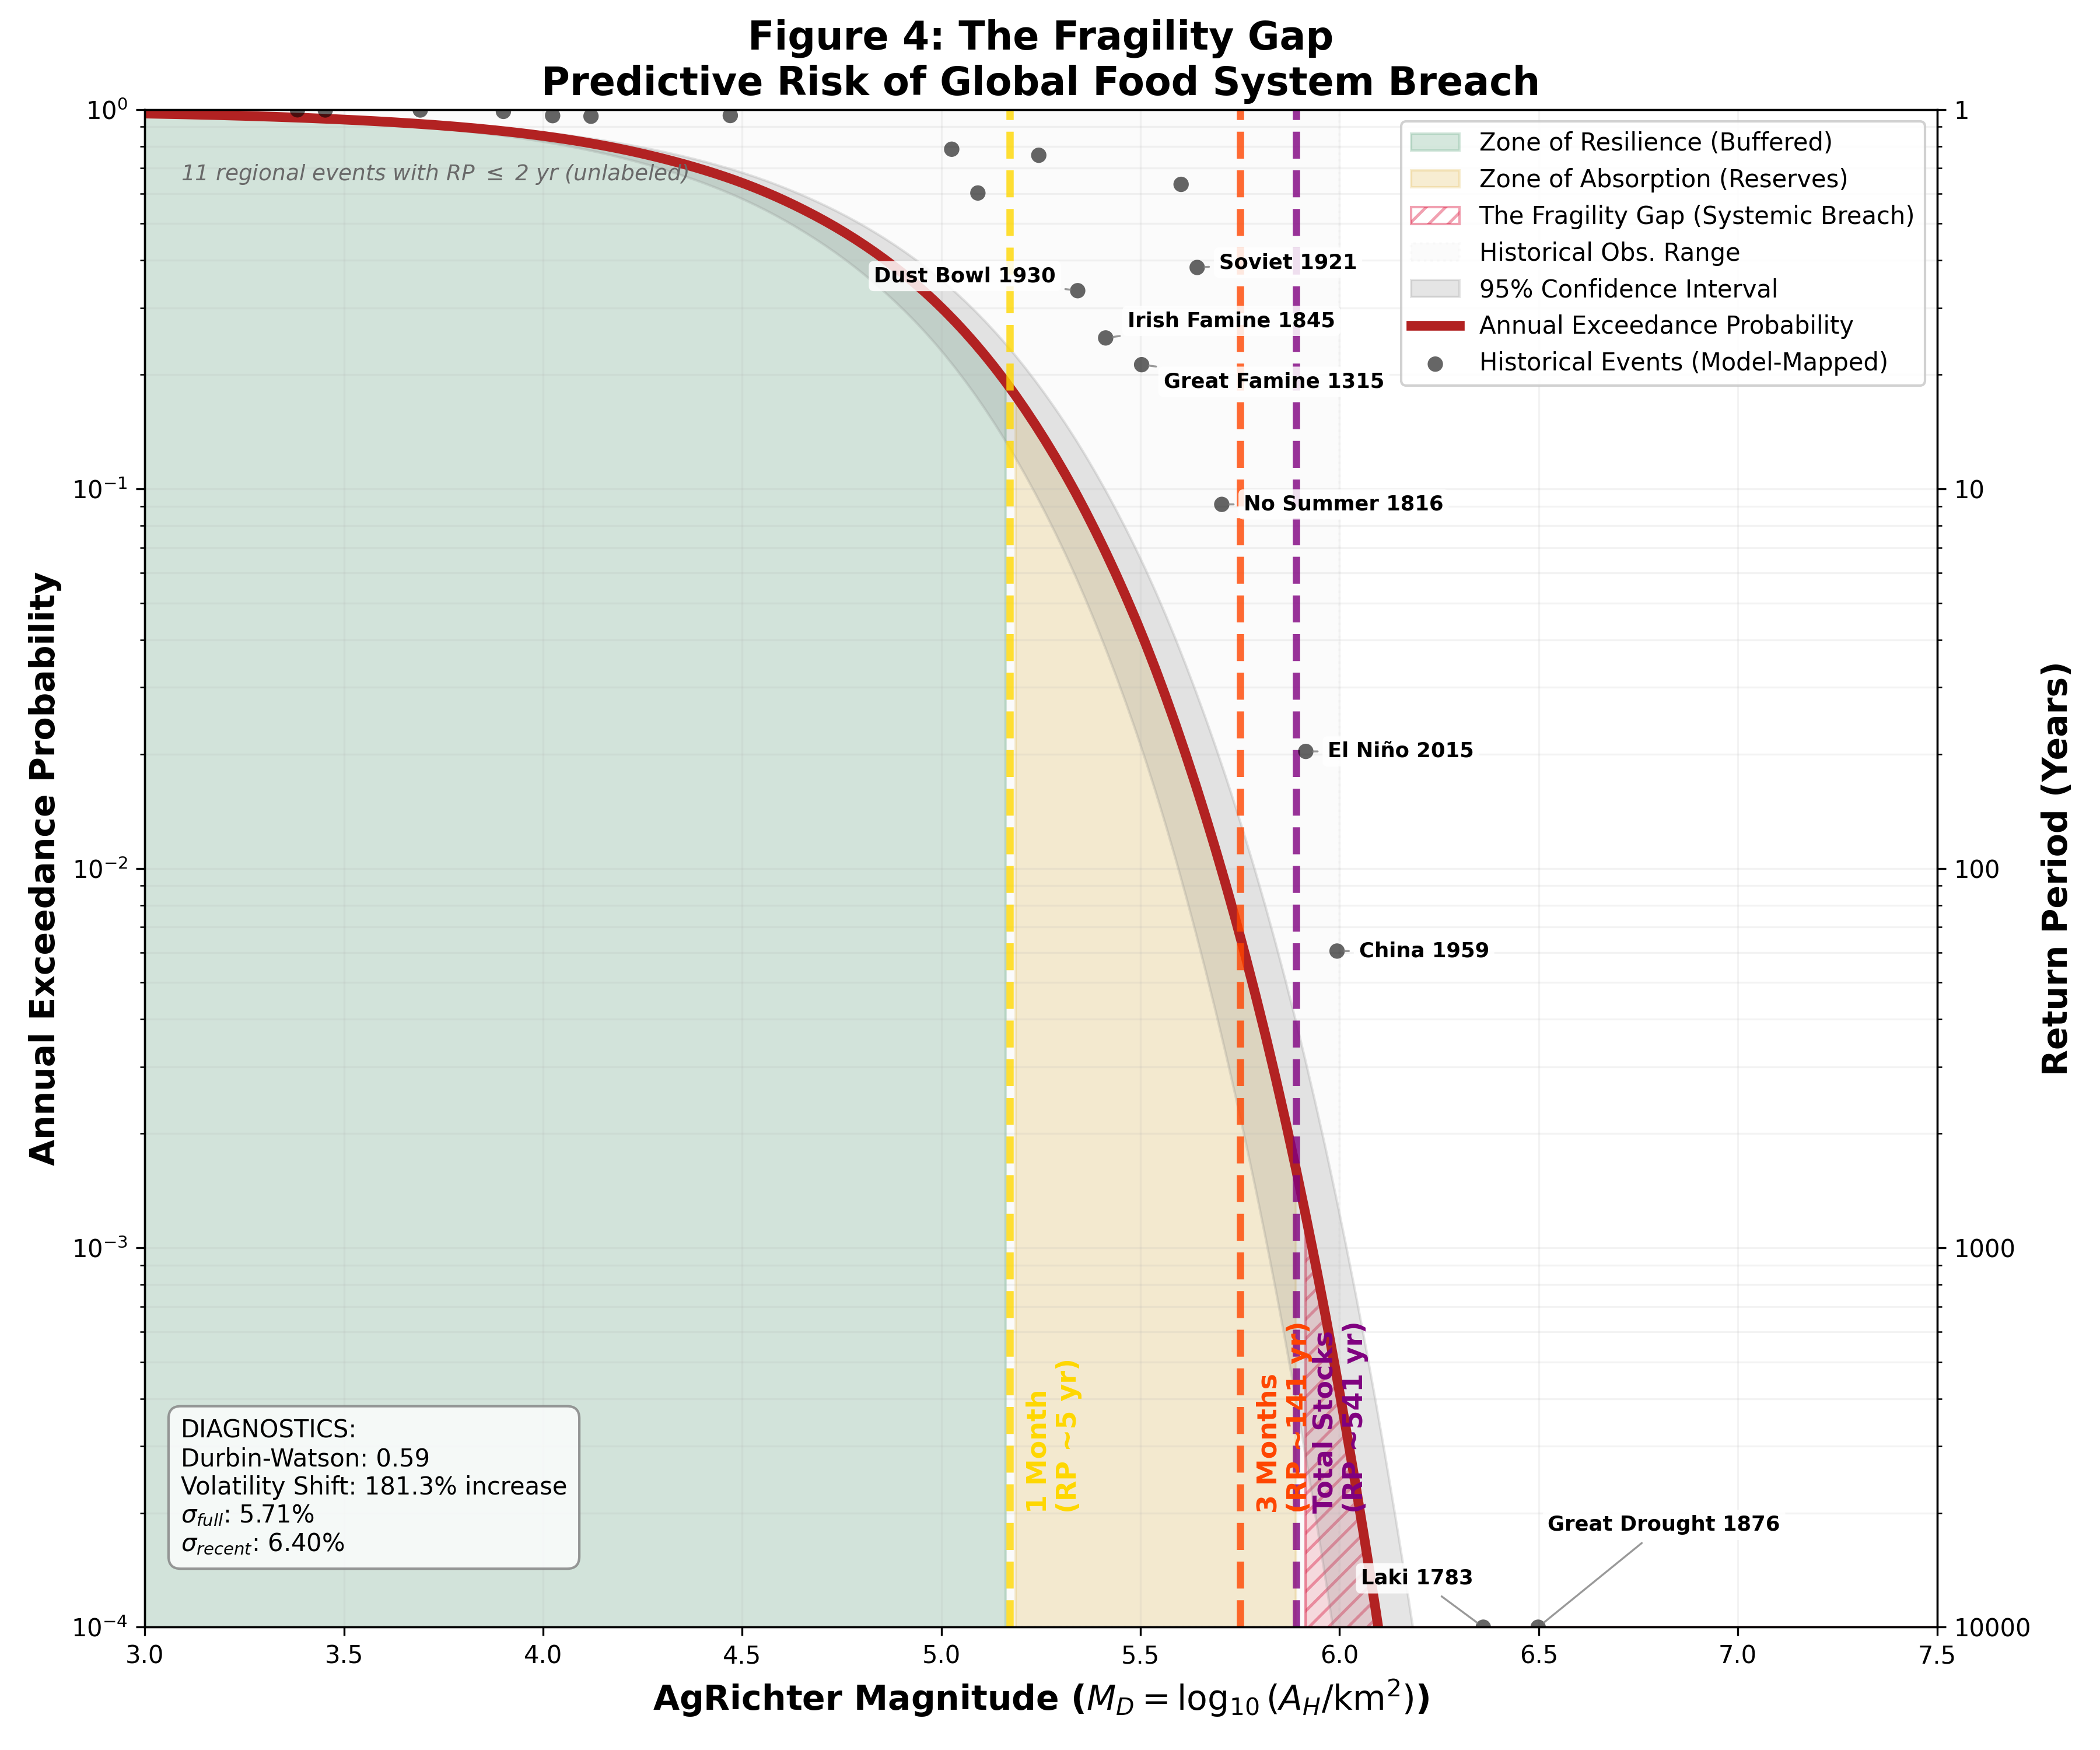 Figure 4: The Fragility Gap
Predictive Risk of Global Food System Breach
10⁰
10⁻¹
10⁻²
10⁻³
10⁻⁴
Annual Exceedance Probability
11 regional events with RP ≤ 2 yr (unlabeled)
Dust Bowl 1930
Soviet 1921
Irish Famine 1845
Great Famine 1315
No Summer 1816
El Niño 2015
China 1959
Great Drought 1876
Laki 1783
Zone of Resilience (Buffered)
Zone of Absorption (Reserves)
The Fragility Gap (Systemic Breach)
Historical Obs. Range
95% Confidence Interval
Annual Exceedance Probability
Historical Events (Model-Mapped)
1 Month
(RP ~5 yr)
3 Months
(RP ~141 yr)
Total Stocks
(RP ~541 yr)
DIAGNOSTICS:
Durbin-Watson: 0.59
Volatility Shift: 181.3% increase
σ_full: 5.71%
σ_recent: 6.40%
1
10
100
1000
10000
Return Period (Years)
3.0 3.5 4.0 4.5 5.0 5.5 6.0 6.5 7.0 7.5
AgRichter Magnitude (M_D = log₁₀ (A_H/km²))